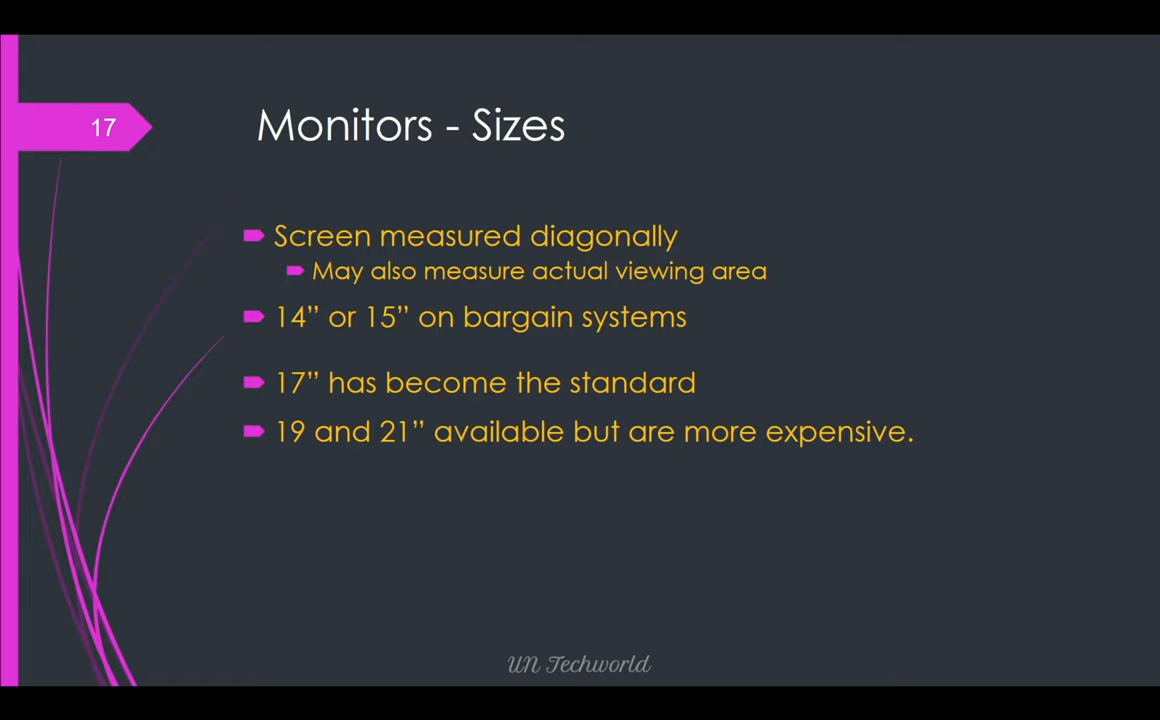 17
Monitors - Sizes
Screen measured diagonally
May also measure actual viewing area
14” or 15” on bargain systems
17” has become the standard
19 and 21” available but are more expensive.
UN Techworld